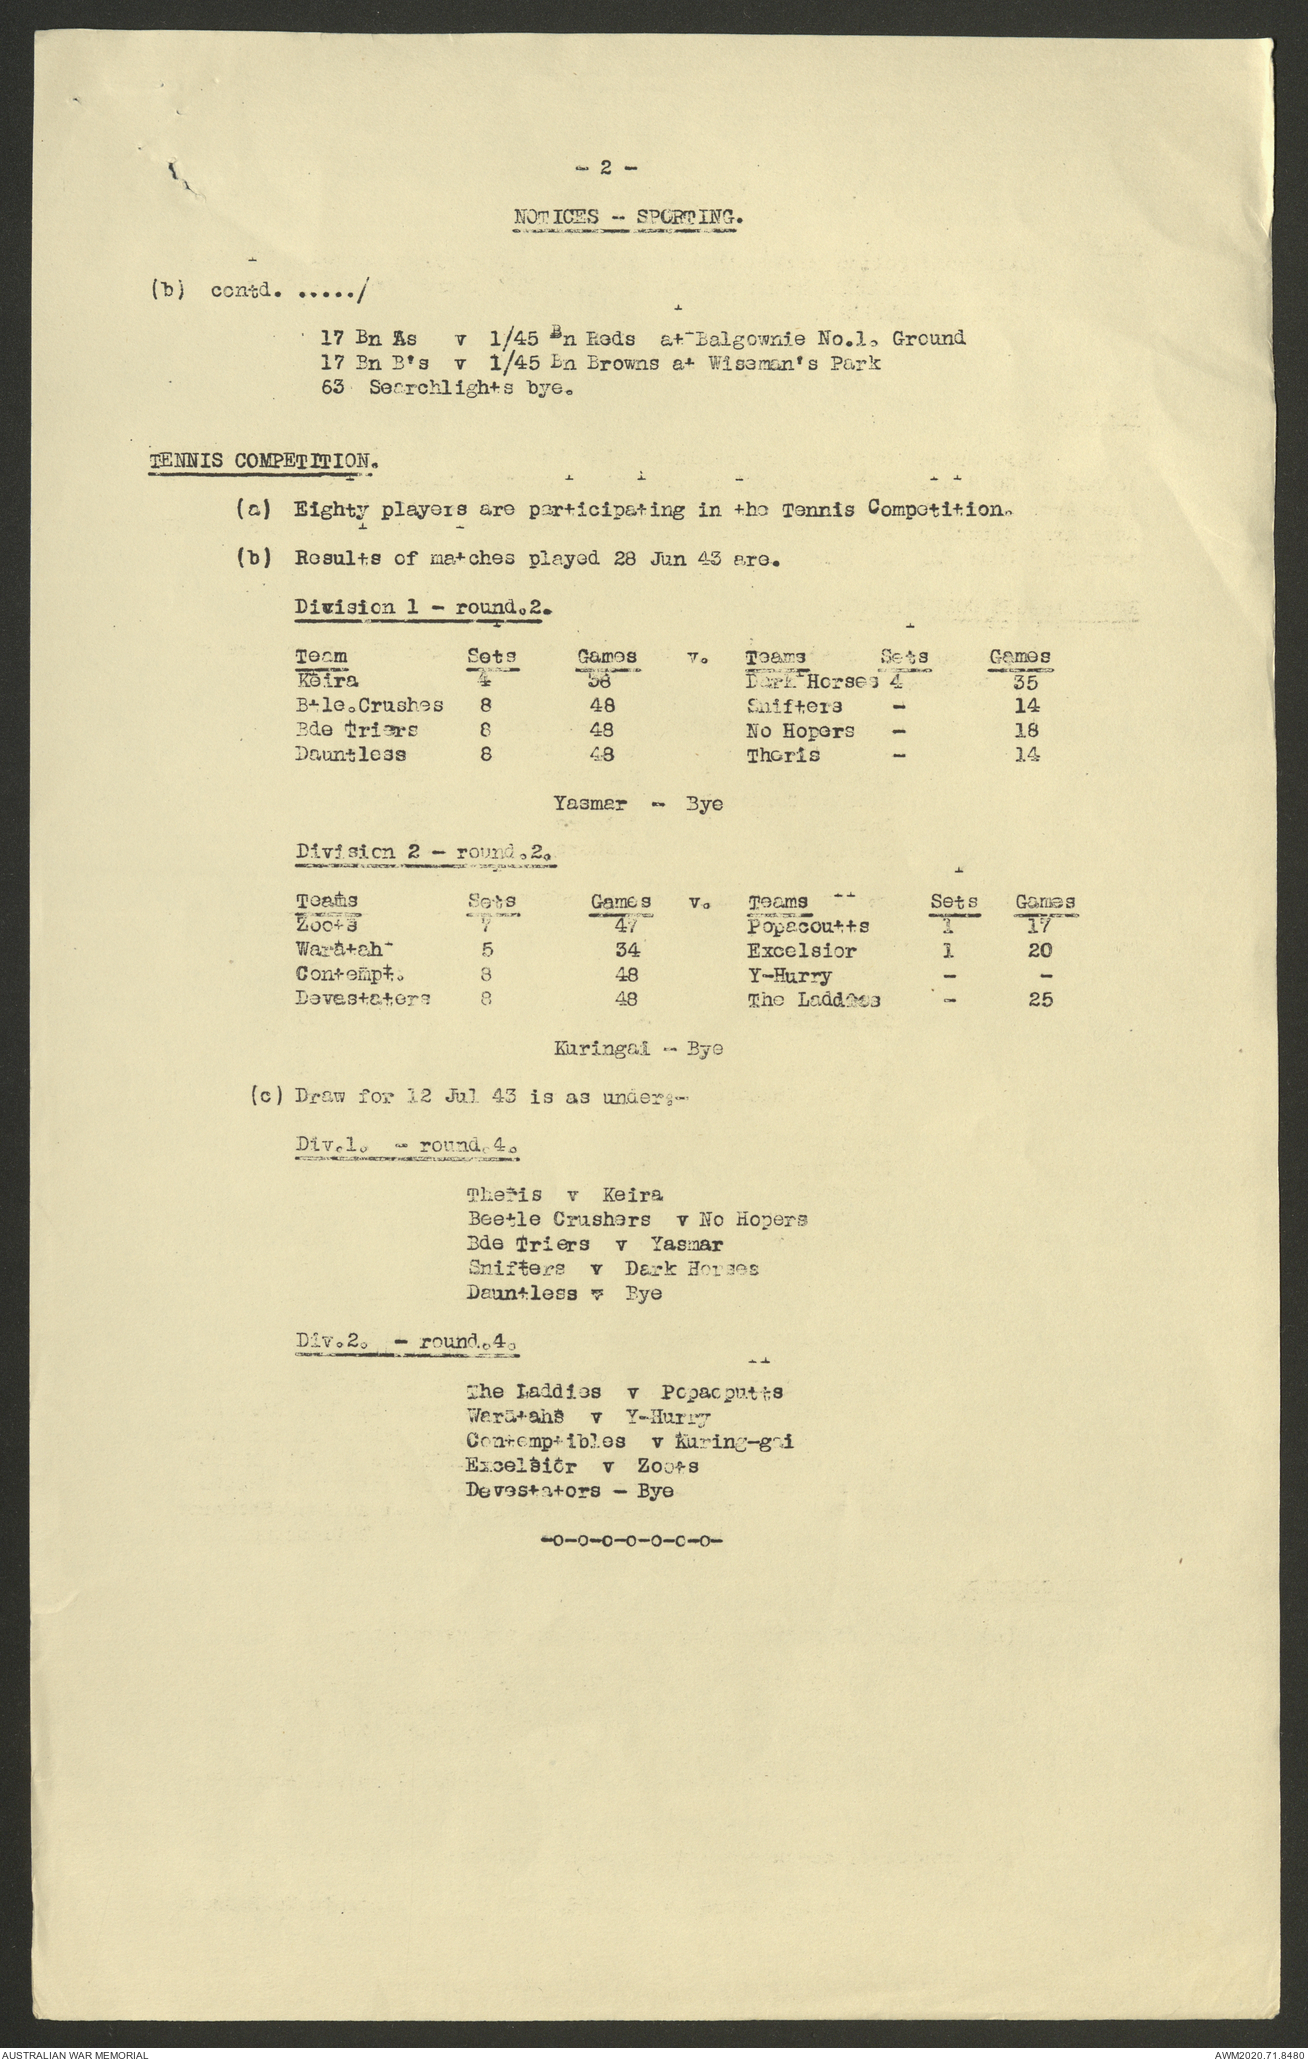 - 2 -
NOTICES - SPORTING.
(b) contd. ...../
17 Bn As v 1/45 Bn Reds at Balgownie No.1. Ground
17 Bn B's v 1/45 Bn Browns at Wiseman's Park
63 Searchlights bye.
TENNIS COMPETITION.
(a) Eighty players are participating in the Tennis Competition.
(b) Results of matches played 28 Jun 43 are.
Division 1 - round.2.
Team Sets Games v. Teams Sets Games
Keira 4 38 Dark Horses 4 35
Btle.Crushes 8 48 Snifters - 14
Bde Triers 8 48 No Hopers - 18
Dauntless 8 48 Theris - 14
Yasmar - Bye
Division 2 - round.2.
Teams Sets Games v. Teams Sets Games
Zoots 7 47 Popacoutts 1 17
Waratah 5 34 Excelsior 1 20
Contempt. 8 48 Y-Hurry - -
Devastaters 8 48 The Laddies - 25
Kuringai - Bye
(c) Draw for 12 Jul 43 is as under:-
Div.1. - round.4.
Theris v Keira
Beetle Crushers v No Hopers
Bde Triers v Yasmar
Snifters v Dark Horses
Dauntless v Bye
Div.2. - round.4.
The Laddies v Popacputts
Waratahs v Y-Hurry
Contemptibles v Kuring-gai
Excelsior v Zoots
Devestators - Bye
-o-o-o-o-o-o-o-
AUSTRALIAN WAR MEMORIAL AWM2020.71.8480